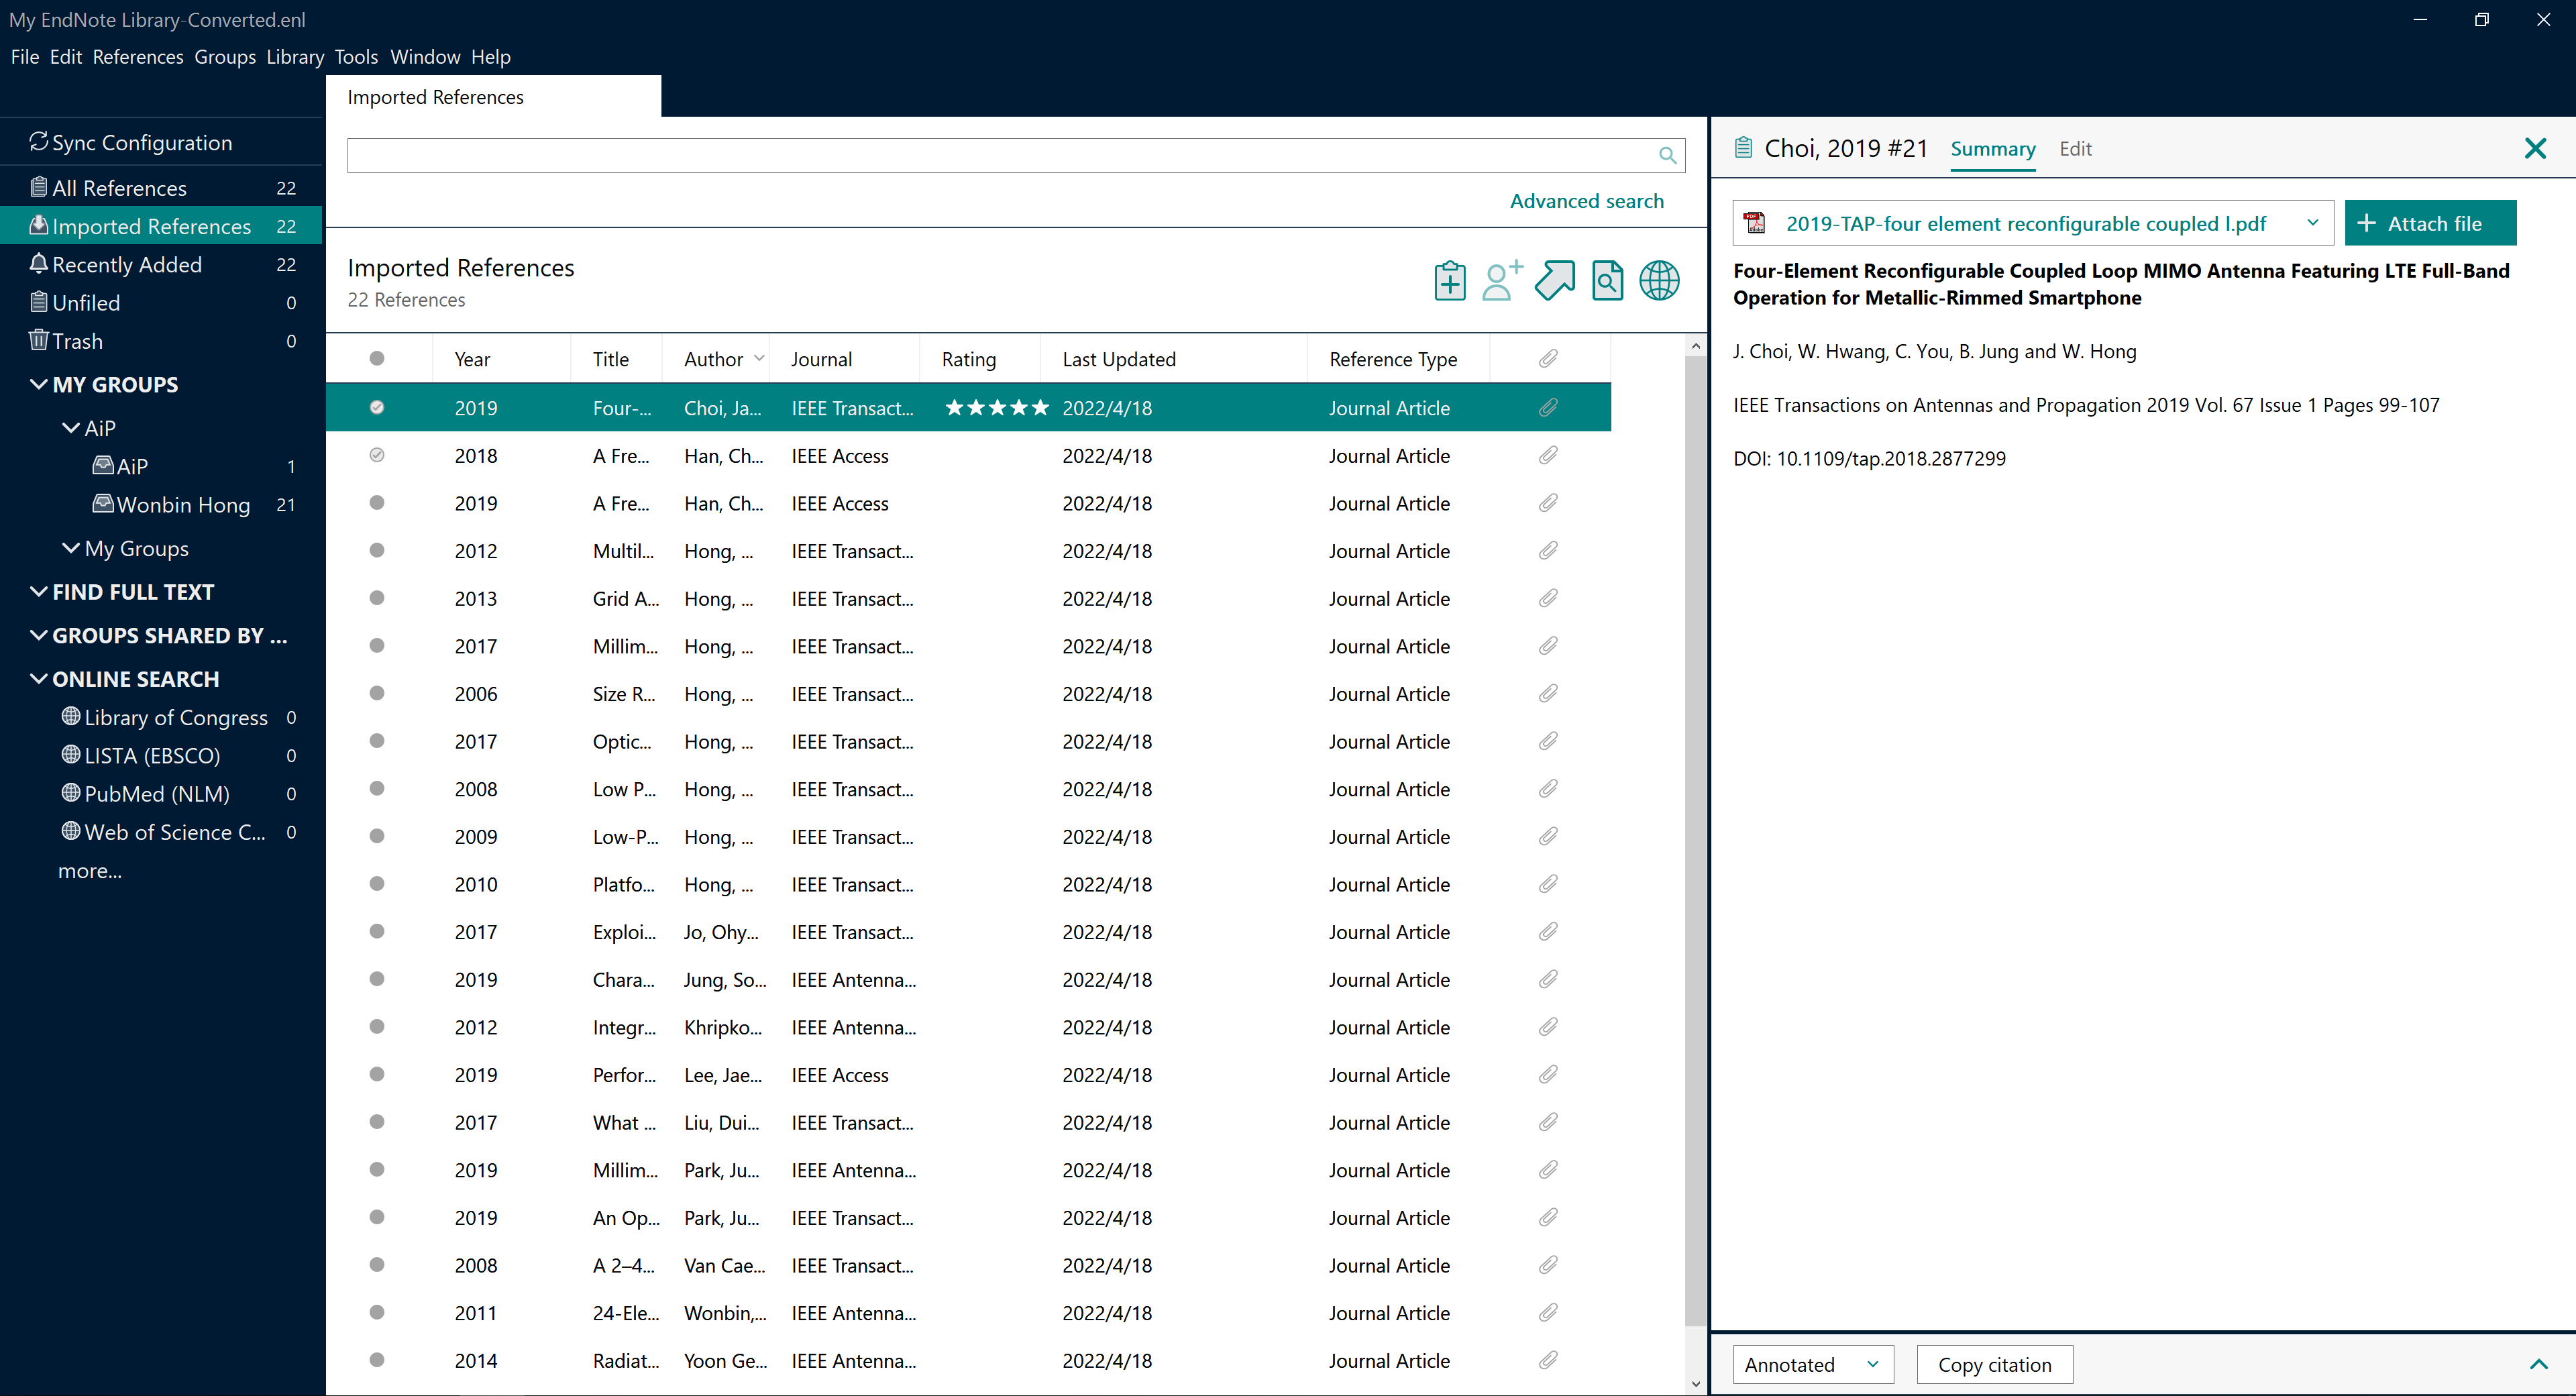 My EndNote Library-Converted.enl
File Edit References Groups Library Tools Window Help
Imported References
Sync Configuration
All References 22
Imported References 22
Recently Added 22
Unfiled 0
Trash 0
MY GROUPS
AiP
AiP 1
Wonbin Hong 21
My Groups
FIND FULL TEXT
GROUPS SHARED BY ...
ONLINE SEARCH
Library of Congress 0
LISTA (EBSCO) 0
PubMed (NLM) 0
Web of Science C... 0
more...
Advanced search
Imported References
22 References
Year Title Author Journal Rating Last Updated Reference Type
2019 Four-... Choi, Ja... IEEE Transact... ★★★★★ 2022/4/18 Journal Article
2018 A Fre... Han, Ch... IEEE Access 2022/4/18 Journal Article
2019 A Fre... Han, Ch... IEEE Access 2022/4/18 Journal Article
2012 Multil... Hong, ... IEEE Transact... 2022/4/18 Journal Article
2013 Grid A... Hong, ... IEEE Transact... 2022/4/18 Journal Article
2017 Millim... Hong, ... IEEE Transact... 2022/4/18 Journal Article
2006 Size R... Hong, ... IEEE Transact... 2022/4/18 Journal Article
2017 Optic... Hong, ... IEEE Transact... 2022/4/18 Journal Article
2008 Low P... Hong, ... IEEE Transact... 2022/4/18 Journal Article
2009 Low-P... Hong, ... IEEE Transact... 2022/4/18 Journal Article
2010 Platfo... Hong, ... IEEE Transact... 2022/4/18 Journal Article
2017 Exploi... Jo, Ohy... IEEE Transact... 2022/4/18 Journal Article
2019 Chara... Jung, So... IEEE Antenna... 2022/4/18 Journal Article
2012 Integr... Khripko... IEEE Antenna... 2022/4/18 Journal Article
2019 Perfor... Lee, Jae... IEEE Access 2022/4/18 Journal Article
2017 What ... Liu, Dui... IEEE Transact... 2022/4/18 Journal Article
2019 Millim... Park, Ju... IEEE Antenna... 2022/4/18 Journal Article
2019 An Op... Park, Ju... IEEE Transact... 2022/4/18 Journal Article
2008 A 2–4... Van Cae... IEEE Transact... 2022/4/18 Journal Article
2011 24-Ele... Wonbin,... IEEE Antenna... 2022/4/18 Journal Article
2014 Radiat... Yoon Ge... IEEE Antenna... 2022/4/18 Journal Article
Choi, 2019 #21 Summary Edit
2019-TAP-four element reconfigurable coupled l.pdf + Attach file
Four-Element Reconfigurable Coupled Loop MIMO Antenna Featuring LTE Full-Band
Operation for Metallic-Rimmed Smartphone
J. Choi, W. Hwang, C. You, B. Jung and W. Hong
IEEE Transactions on Antennas and Propagation 2019 Vol. 67 Issue 1 Pages 99-107
DOI: 10.1109/tap.2018.2877299
Annotated Copy citation